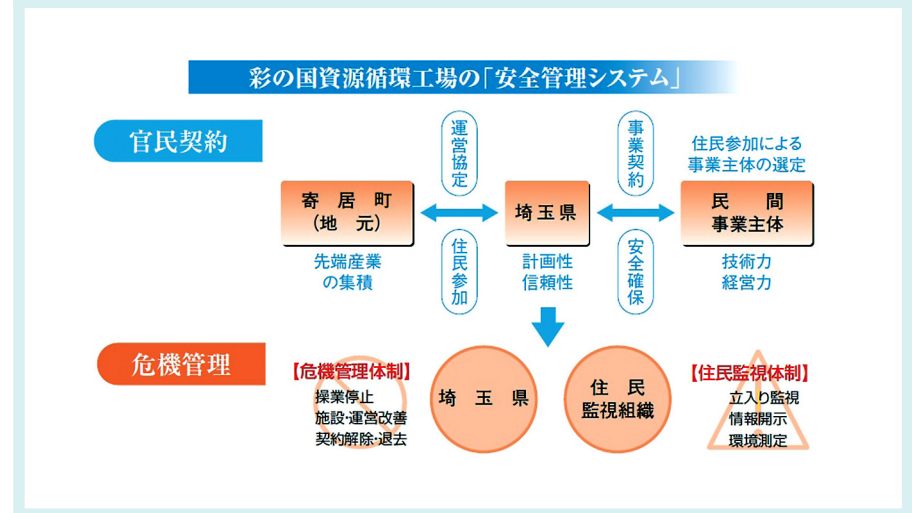 彩の国資源循環工場の「安全管理システム」
官民契約
運営協定
事業契約
住民参加による
事業主体の選定
寄居町
(地元)
埼玉県
民間
事業主体
住民参加
安全確保
先端産業
の集積
計画性
信頼性
技術力
経営力
危機管理
【危機管理体制】
操業停止
施設・運営改善
契約解除・退去
埼玉県
住民
監視組織
【住民監視体制】
立入り監視
情報開示
環境測定